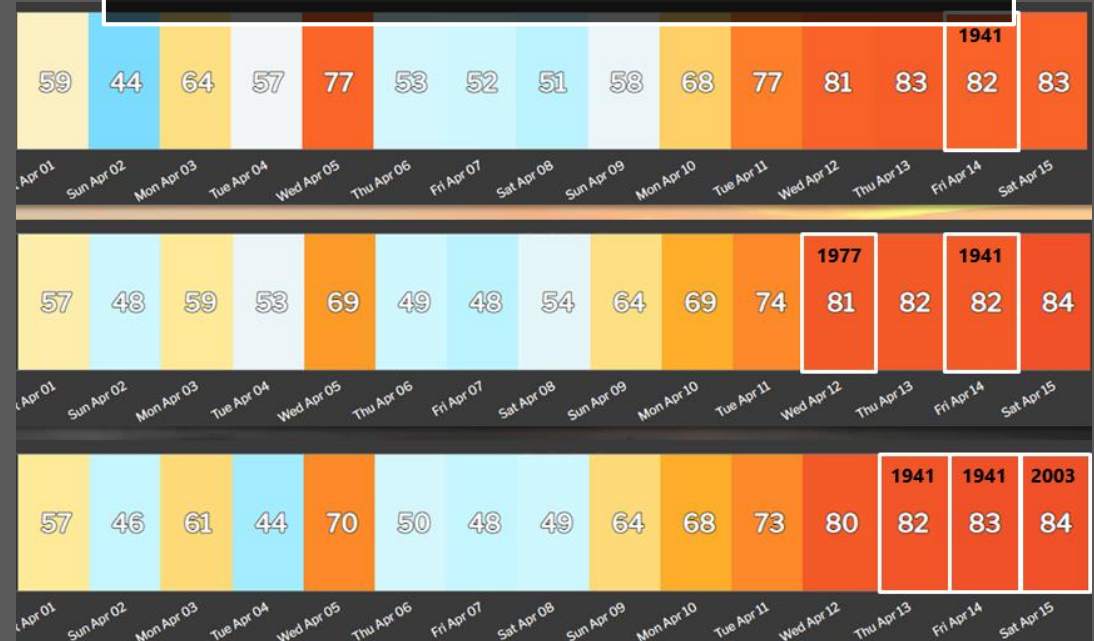 1941
59 44 64 57 77 53 52 51 58 68 77 81 83 82 83
Apr 01 Sun Apr 02 Mon Apr 03 Tue Apr 04 Wed Apr 05 Thu Apr 06 Fri Apr 07 Sat Apr 08 Sun Apr 09 Mon Apr 10 Tue Apr 11 Wed Apr 12 Thu Apr 13 Fri Apr 14 Sat Apr 15
1977 1941
57 48 59 53 69 49 48 54 64 69 74 81 82 82 84
Apr 01 Sun Apr 02 Mon Apr 03 Tue Apr 04 Wed Apr 05 Thu Apr 06 Fri Apr 07 Sat Apr 08 Sun Apr 09 Mon Apr 10 Tue Apr 11 Wed Apr 12 Thu Apr 13 Fri Apr 14 Sat Apr 15
1941 1941 2003
57 46 61 44 70 50 48 49 64 68 73 80 82 83 84
Apr 01 Sun Apr 02 Mon Apr 03 Tue Apr 04 Wed Apr 05 Thu Apr 06 Fri Apr 07 Sat Apr 08 Sun Apr 09 Mon Apr 10 Tue Apr 11 Wed Apr 12 Thu Apr 13 Fri Apr 14 Sat Apr 15